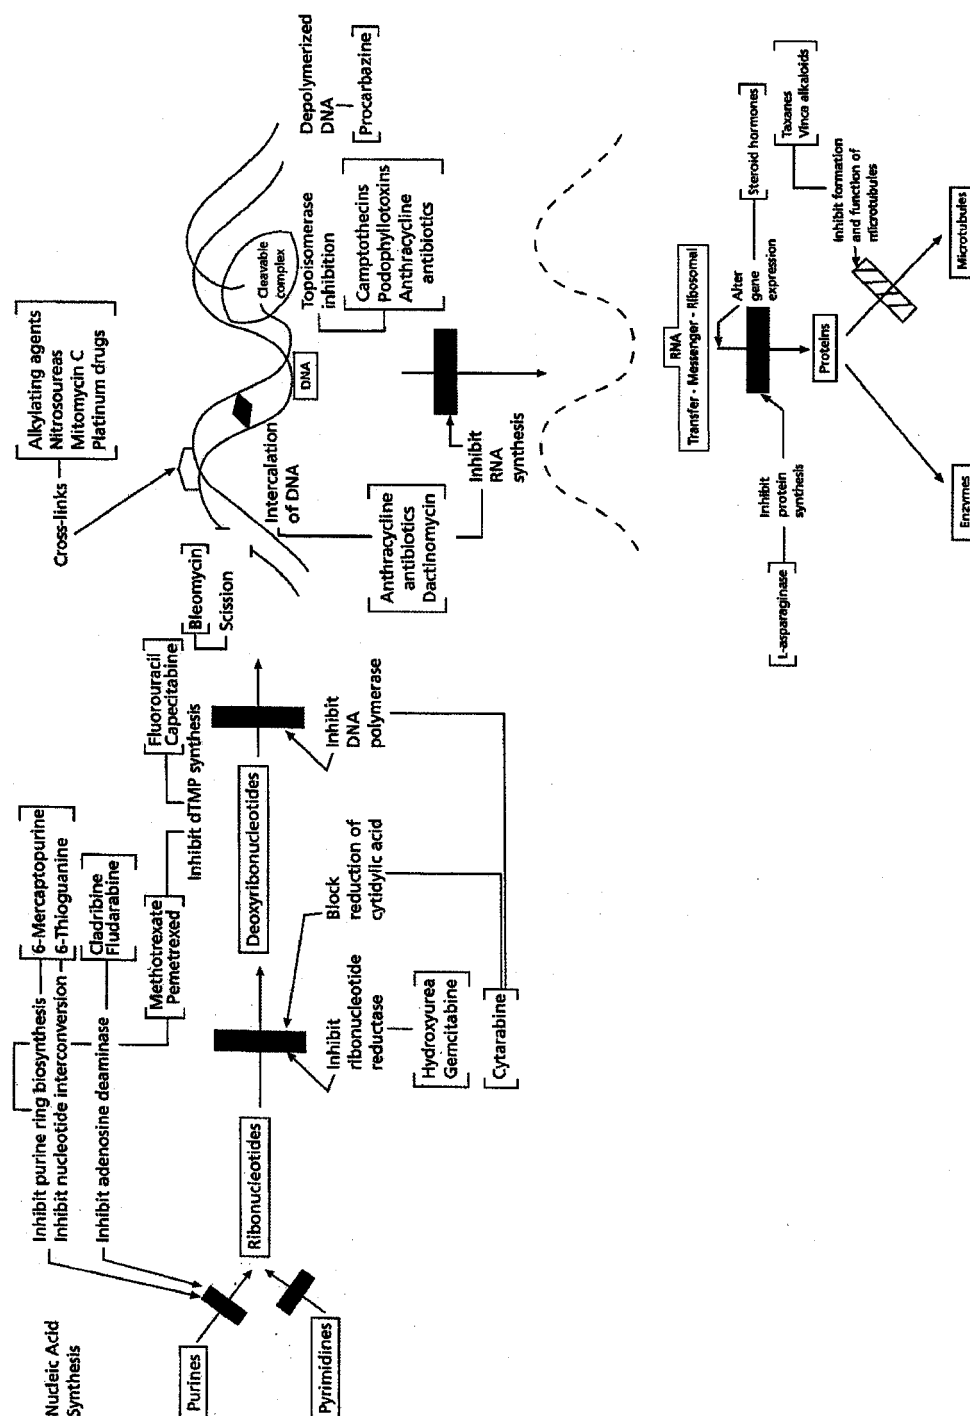 Nucleic Acid
Synthesis
Purines
Pyrimidines
Inhibit purine ring biosynthesis
Inhibit nucleotide interconversion
6-Mercaptopurine
6-Thioguanine
Inhibit adenosine deaminase
Cladribine
Fludarabine
Methotrexate
Pemetrexed
Fluorouracil
Capecitabine
Inhibit dTMP synthesis
Ribonucleotides
Deoxyribonucleotides
Inhibit
ribonucleotide
reductase
Hydroxyurea
Gemcitabine
Block
reduction of
cytidylic acid
Inhibit
DNA
polymerase
Cytarabine
Bleomycin
Scission
Cross-links
Alkylating agents
Nitrosoureas
Mitomycin C
Platinum drugs
Intercalation
of DNA
DNA
Cleavable
complex
Topoisomerase
inhibition
Depolymerized
DNA
Procarbazine
Camptothecins
Podophyllotoxins
Anthracycline
antibiotics
Anthracycline
antibiotics
Dactinomycin
Inhibit
RNA
synthesis
RNA
Transfer - Messenger - Ribosomal
Alter
gene
expression
Steroid hormones
L-asparaginase
Inhibit
protein
synthesis
Proteins
Taxanes
Vinca alkaloids
Inhibit formation
and function of
microtubules
Enzymes
Microtubules